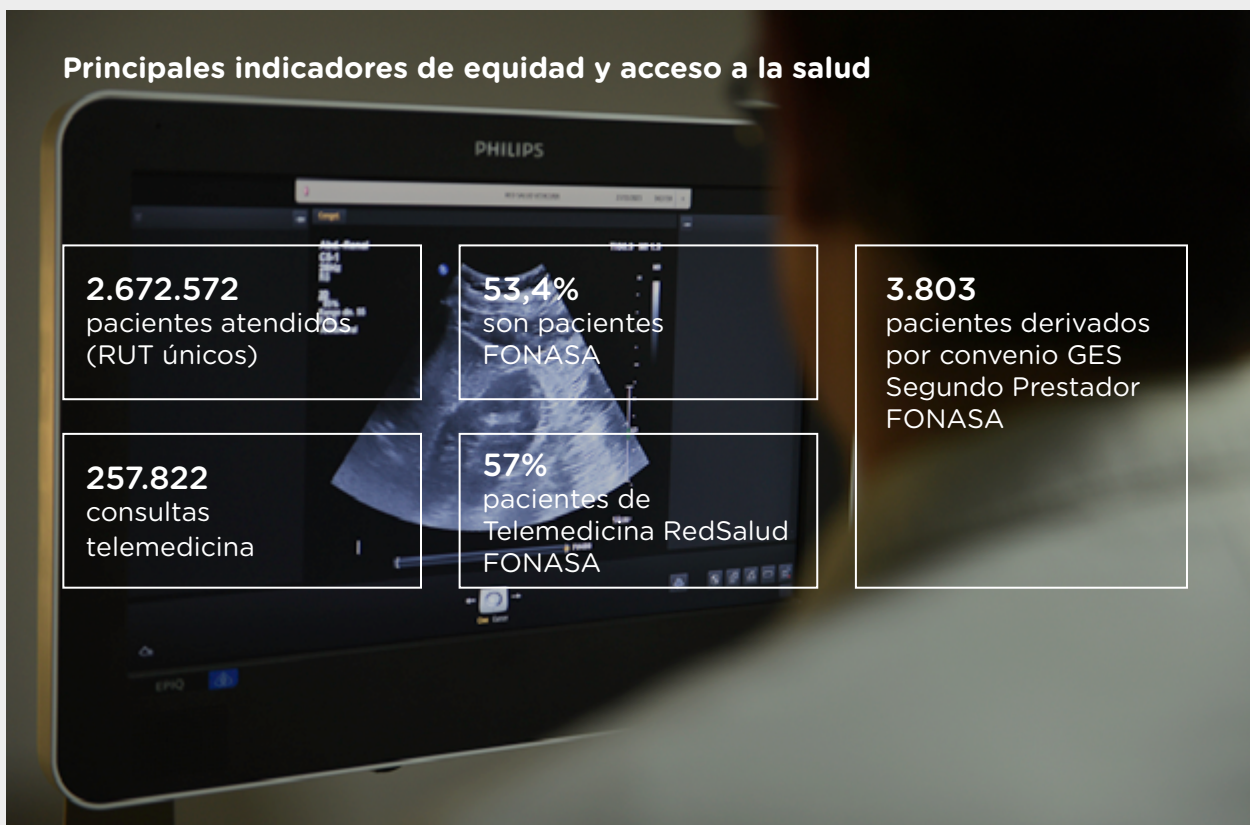 Principales indicadores de equidad y acceso a la salud
PHILIPS
2.672.572
pacientes atendidos
(RUT únicos)
53,4%
son pacientes
FONASA
3.803
pacientes derivados
por convenio GES
Segundo Prestador
FONASA
257.822
consultas
telemedicina
57%
pacientes de
Telemedicina RedSalud
FONASA
EPIQ